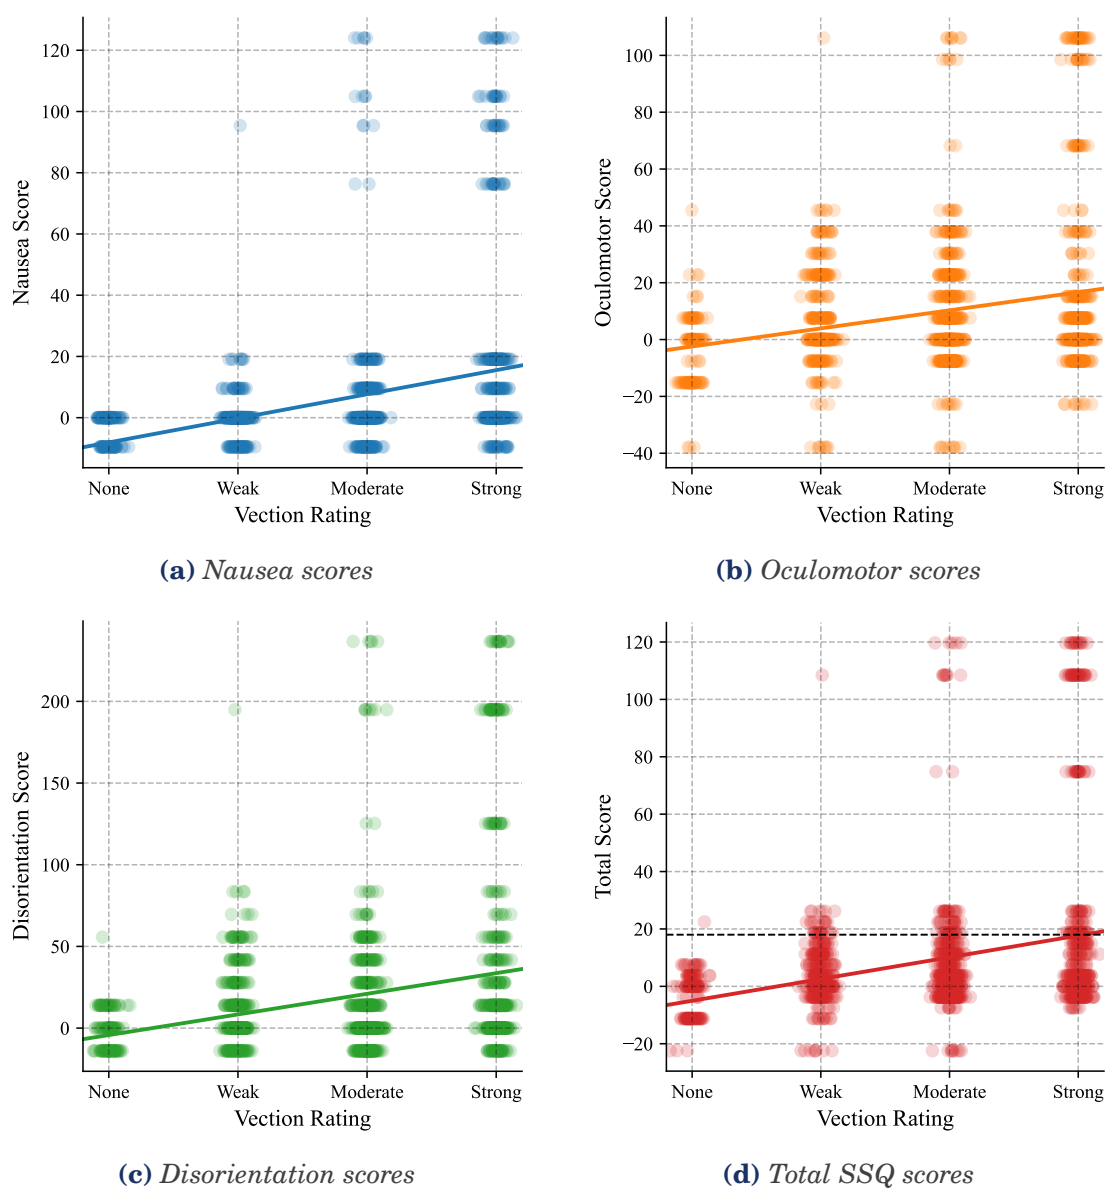 120
100
80
60
40
20
0
Nausea Score
None Weak Moderate Strong
Vection Rating
(a) Nausea scores
100
80
60
40
20
0
−20
−40
Oculomotor Score
None Weak Moderate Strong
Vection Rating
(b) Oculomotor scores
200
150
100
50
0
Disorientation Score
None Weak Moderate Strong
Vection Rating
(c) Disorientation scores
120
100
80
60
40
20
0
−20
Total Score
None Weak Moderate Strong
Vection Rating
(d) Total SSQ scores